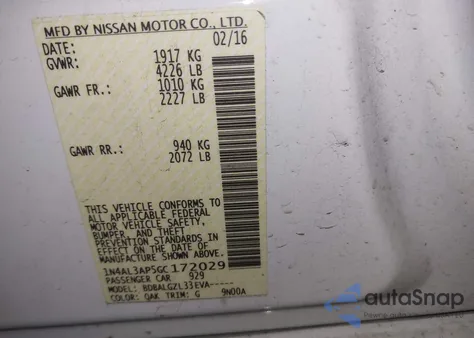 MFD BY NISSAN MOTOR CO., LTD.
DATE: 02/16
GVWR: 1917 KG
4226 LB
GAWR FR.: 1010 KG
2227 LB
GAWR RR.: 940 KG
2072 LB
THIS VEHICLE CONFORMS TO
ALL APPLICABLE FEDERAL
MOTOR VEHICLE SAFETY,
BUMPER, AND THEFT
PREVENTION STANDARDS IN
EFFECT ON THE DATE OF
MANUFACTURE SHOWN ABOVE.
1N4AL3AP5GC172029
PASSENGER CAR 929
MODEL: BDBALGZL33EVA-----
COLOR: QAK TRIM: G 9N00A
autoSnap
POWERED BY